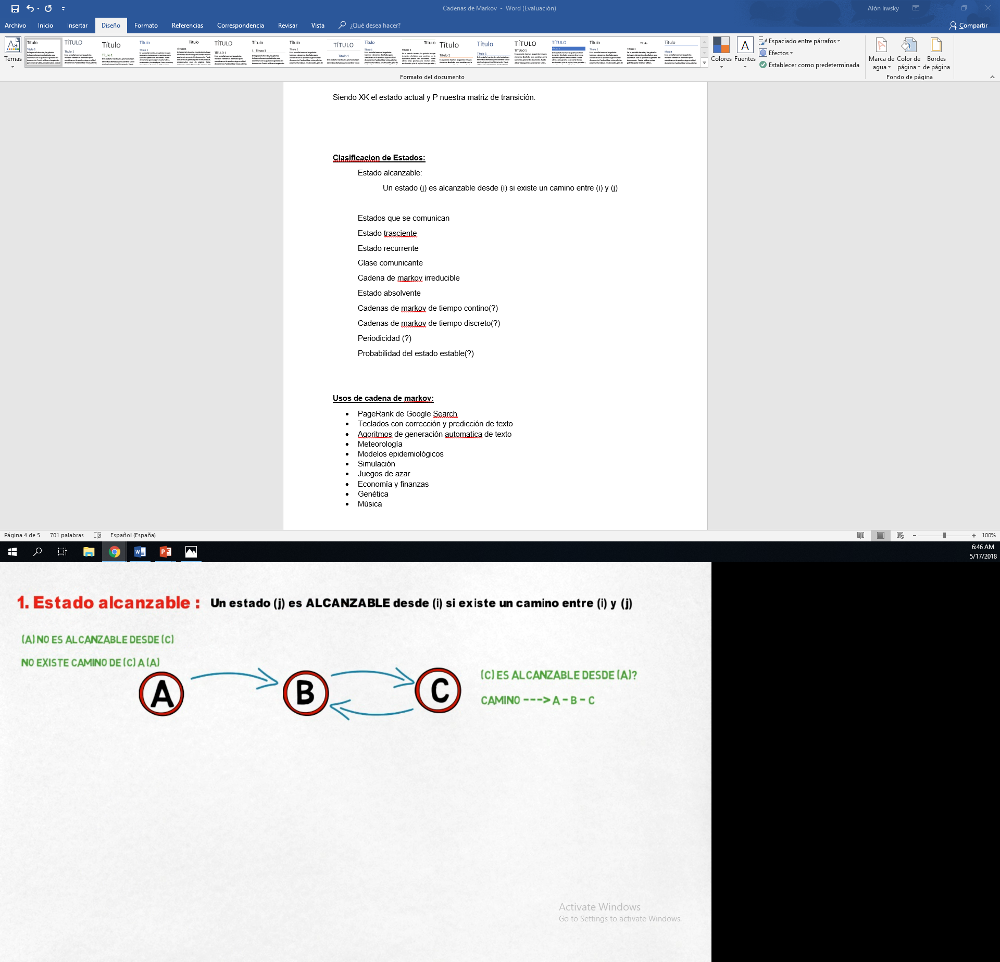 Cadenas de Markov - Word (Evaluación)
Alón liwsky
Archivo Inicio Insertar Diseño Formato Referencias Correspondencia Revisar Vista ¿Qué desea hacer? Compartir
Temas
Título TÍTULO Título Título Título TÍTULO Título Título TÍTULO Título Título Título Título TÍTULO TÍTULO Título Título Título
Colores Fuentes
Espaciado entre párrafos
Efectos
Establecer como predeterminada
Marca de agua Color de página Bordes de página
Formato del documento
Fondo de página
Siendo XK el estado actual y P nuestra matriz de transición.
Clasificacion de Estados:
Estado alcanzable:
Un estado (j) es alcanzable desde (i) si existe un camino entre (i) y (j)
Estados que se comunican
Estado trasciente
Estado recurrente
Clase comunicante
Cadena de markov irreducible
Estado absolvente
Cadenas de markov de tiempo contino(?)
Cadenas de markov de tiempo discreto(?)
Periodicidad (?)
Probabilidad del estado estable(?)
Usos de cadena de markov:
• PageRank de Google Search
• Teclados con corrección y predicción de texto
• Agoritmos de generación automatica de texto
• Meteorología
• Modelos epidemiológicos
• Simulación
• Juegos de azar
• Economía y finanzas
• Genética
• Música
Página 4 de 5 701 palabras Español (España)
100%
6:46 AM
5/17/2018
1. Estado alcanzable : Un estado (j) es ALCANZABLE desde (i) si existe un camino entre (i) y (j)
(A) NO ES ALCANZABLE DESDE (C)
NO EXISTE CAMINO DE (C) A (A)
A
B
C
(C) ES ALCANZABLE DESDE (A)?
CAMINO ---> A - B - C
Activate Windows
Go to Settings to activate Windows.